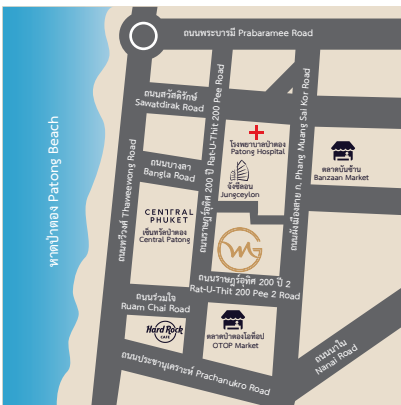 ถนนพระบารมี Prabaramee Road
ถนนสวัสดิรักษ์
Sawatdirak Road
ถนนราษฎร์อุทิศ 200 ปี Rat-U-Thit 200 Pee Road
ถนนผังเมืองสาย ก. Phang Muang Sai Kor Road
โรงพยาบาลป่าตอง
Patong Hospital
ตลาดบันซ้าน
Banzaan Market
หาดป่าตอง Patong Beach
ถนนทวีวงศ์ Thaweewong Road
ถนนบางลา
Bangla Road
จังซีลอน
Jungceylon
CENTRAL
PHUKET
เซ็นทรัลป่าตอง
Central Patong
WG
ถนนราษฎร์อุทิศ 200 ปี 2
Rat-U-Thit 200 Pee 2 Road
ถนนร่วมใจ
Ruam Chai Road
Hard Rock
CAFE
ตลาดป่าตองโอท็อป
OTOP Market
ถนนนาใน
Nanai Road
ถนนประชานุเคราะห์ Prachanukro Road